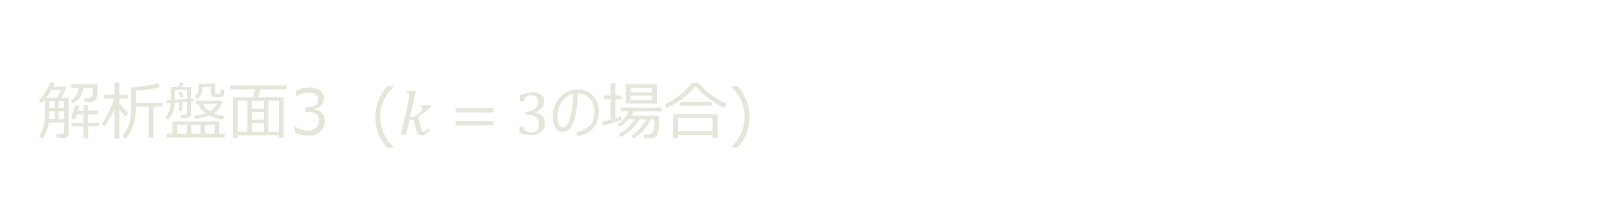 解析盤面3 (k = 3の場合)